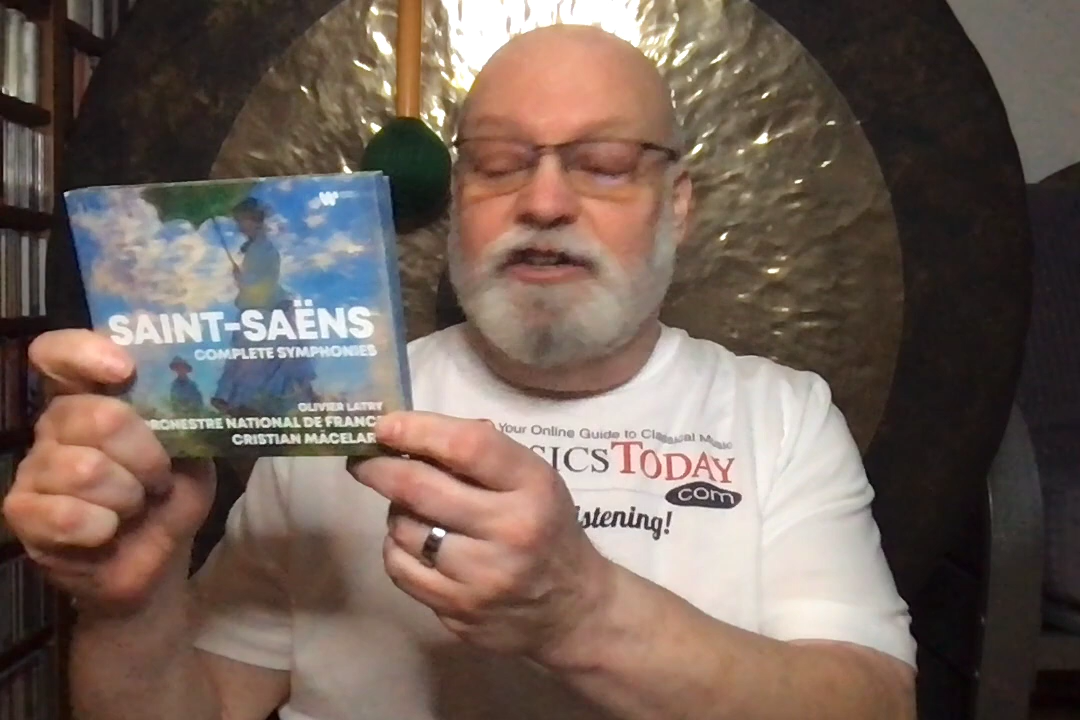 SAINT-SAËNS
COMPLETE SYMPHONIES
OLIVIER LATRY
ORCHESTRE NATIONAL DE FRANC
CRISTIAN MĂCELAR
Your Online Guide to Classical Music
SICSTODAY
com
istening!